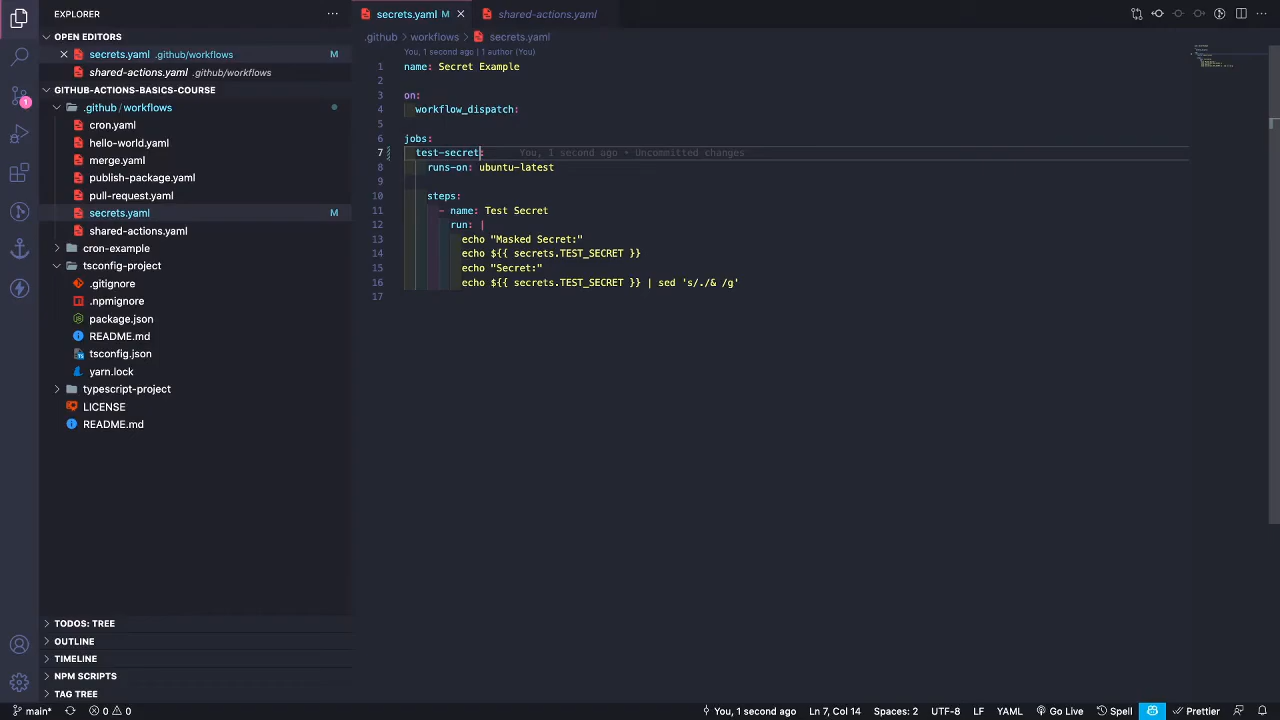 EXPLORER
OPEN EDITORS
secrets.yaml .github/workflows M
shared-actions.yaml .github/workflows
GITHUB-ACTIONS-BASICS-COURSE
.github / workflows
cron.yaml
hello-world.yaml
merge.yaml
publish-package.yaml
pull-request.yaml
secrets.yaml M
shared-actions.yaml
cron-example
tsconfig-project
.gitignore
.npmignore
package.json
README.md
tsconfig.json
yarn.lock
typescript-project
LICENSE
README.md
TODOS: TREE
OUTLINE
TIMELINE
NPM SCRIPTS
TAG TREE
1
secrets.yaml M
shared-actions.yaml
.github > workflows > secrets.yaml
You, 1 second ago | 1 author (You)
1 name: Secret Example
2
3 on:
4 workflow_dispatch:
5
6 jobs:
7 test-secret: You, 1 second ago • Uncommitted changes
8 runs-on: ubuntu-latest
9
10 steps:
11 - name: Test Secret
12 run: |
13 echo "Masked Secret:"
14 echo ${{ secrets.TEST_SECRET }}
15 echo "Secret:"
16 echo ${{ secrets.TEST_SECRET }} | sed 's/./& /g'
17
main* 0 0 You, 1 second ago Ln 7, Col 14 Spaces: 2 UTF-8 LF YAML Go Live Spell Prettier